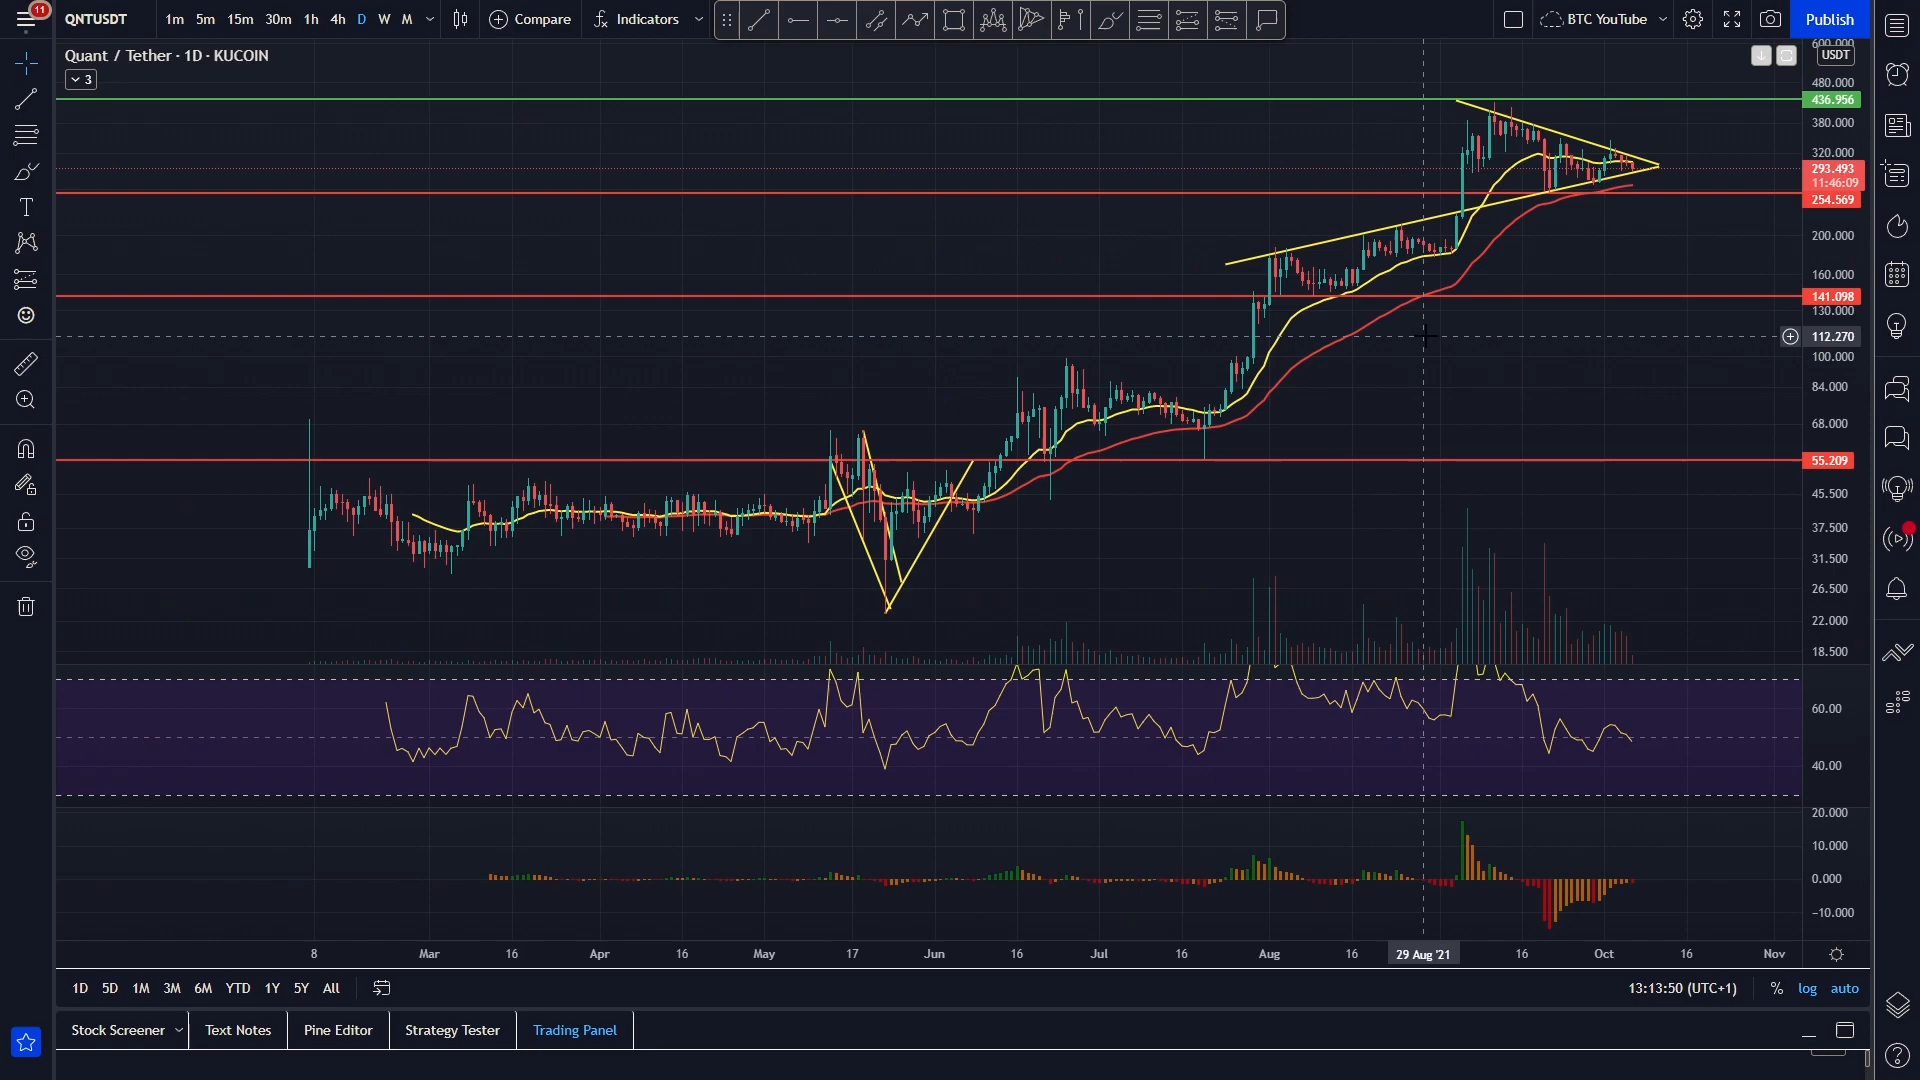 11
QNTUSDT
1m 5m 15m 30m 1h 4h D W M
Compare
Indicators
BTC YouTube
Publish
Quant / Tether · 1D · KUCOIN
3
USDT
600.000
480.000
436.956
380.000
320.000
293.493
11:46:09
254.569
200.000
160.000
141.098
130.000
112.270
100.000
84.000
68.000
55.209
45.500
37.500
31.500
26.500
22.000
18.500
60.00
40.00
20.000
10.000
0.000
−10.000
8 Mar 16 Apr 16 May 17 Jun 16 Jul 16 Aug 16 29 Aug '21 16 Oct 16 Nov
1D 5D 1M 3M 6M YTD 1Y 5Y All
13:13:50 (UTC+1) % log auto
Stock Screener Text Notes Pine Editor Strategy Tester Trading Panel